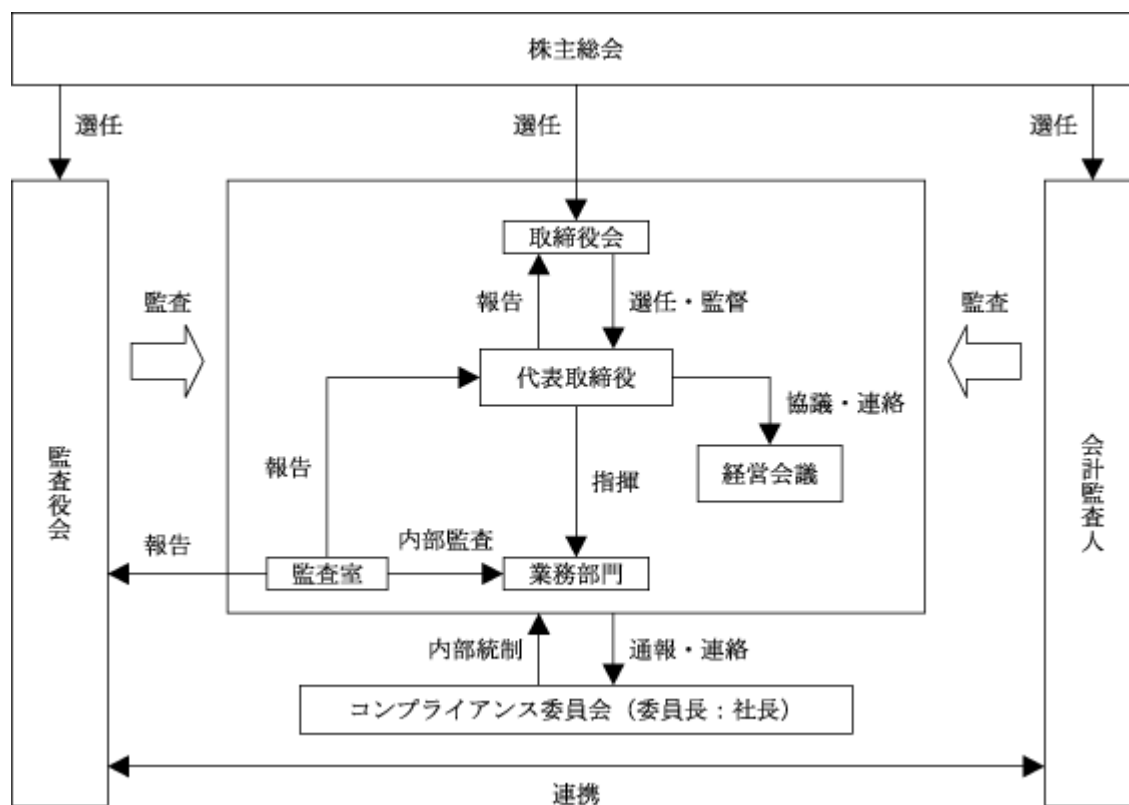 株主総会
選任
選任
選任
取締役会
監査
報告
選任・監督
監査
代表取締役
協議・連絡
報告
指揮
経営会議
監査役会
会計監査人
報告
内部監査
監査室
業務部門
内部統制
通報・連絡
コンプライアンス委員会（委員長：社長）
連携